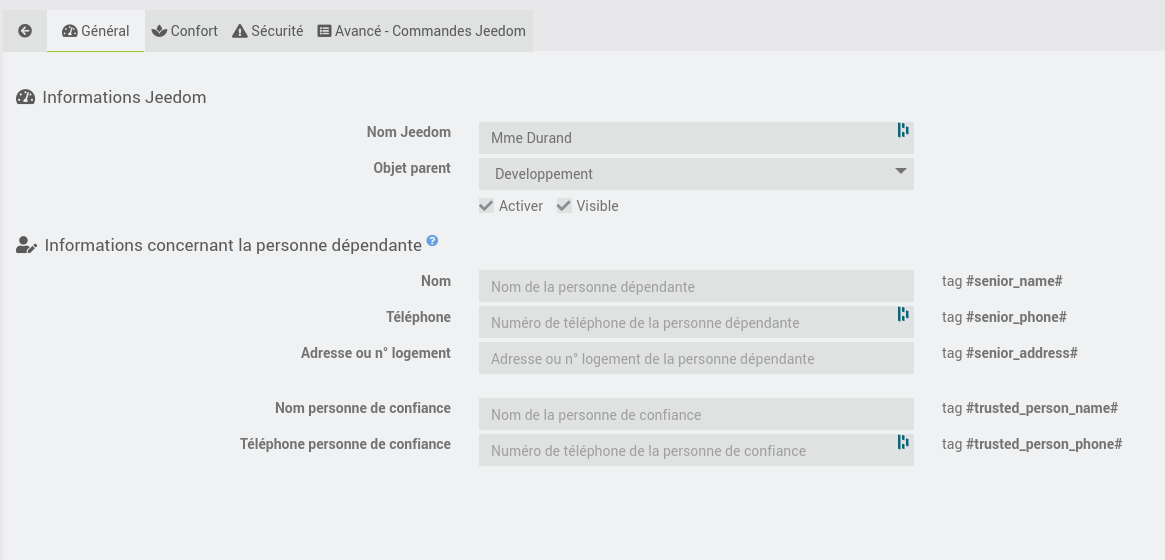 Général Confort Sécurité Avancé - Commandes Jeedom
Informations Jeedom
Nom Jeedom Mme Durand
Objet parent Developpement
Activer Visible
Informations concernant la personne dépendante ?
Nom Nom de la personne dépendante tag #senior_name#
Téléphone Numéro de téléphone de la personne dépendante tag #senior_phone#
Adresse ou n° logement Adresse ou n° logement de la personne dépendante tag #senior_address#
Nom personne de confiance Nom de la personne de confiance tag #trusted_person_name#
Téléphone personne de confiance Numéro de téléphone de la personne de confiance tag #trusted_person_phone#